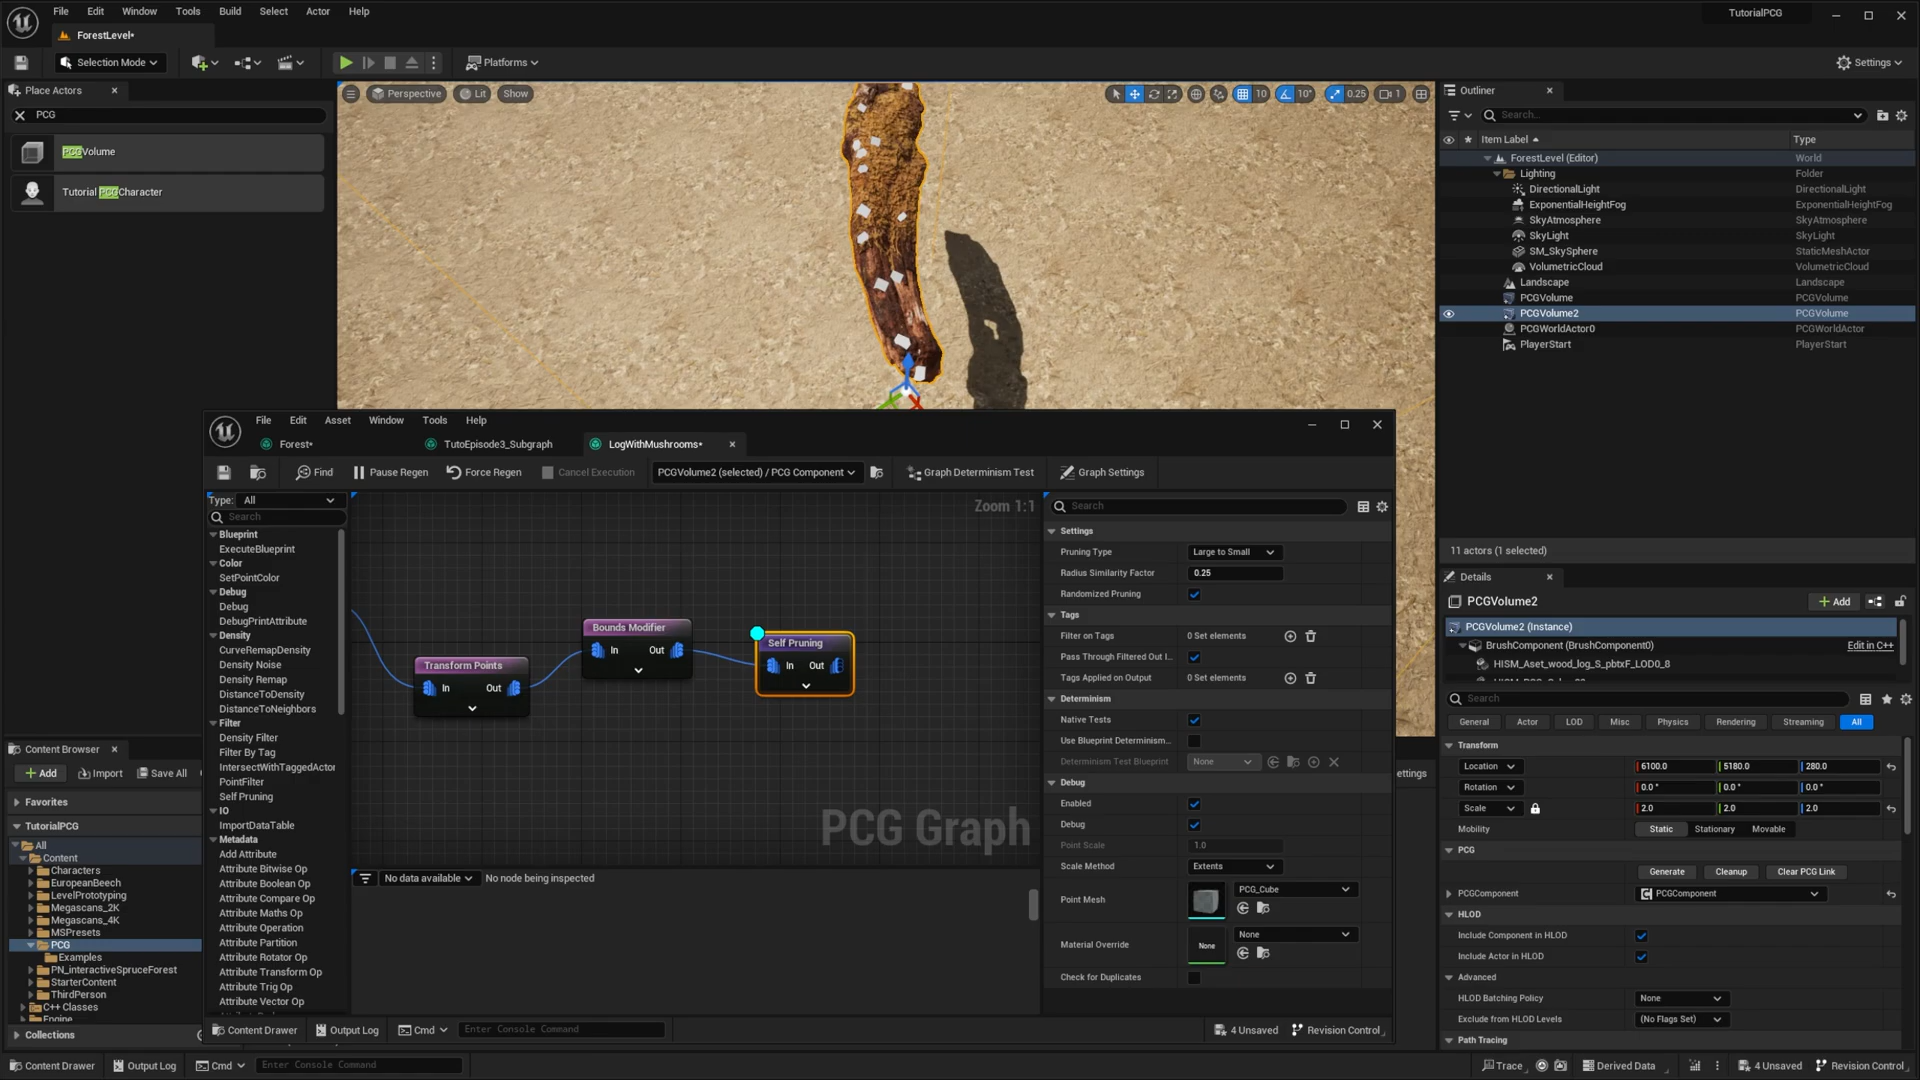 File Edit Window Tools Build Select Actor Help
TutorialPCG
ForestLevel*
Selection Mode
Platforms
Settings
Place Actors
PCG
PCGVolume
Tutorial PCGCharacter
Perspective Lit Show
10 10° 0.25 1
Outliner
Search...
Item Label Type
ForestLevel (Editor) World
Lighting Folder
DirectionalLight DirectionalLight
ExponentialHeightFog ExponentialHeightFog
SkyAtmosphere SkyAtmosphere
SkyLight SkyLight
SM_SkySphere StaticMeshActor
VolumetricCloud VolumetricCloud
Landscape Landscape
PCGVolume PCGVolume
PCGVolume2 PCGVolume
PCGWorldActor0 PCGWorldActor
PlayerStart PlayerStart
11 actors (1 selected)
File Edit Asset Window Tools Help
Forest* TutoEpisode3_Subgraph LogWithMushrooms*
Find Pause Regen Force Regen Cancel Execution PCGVolume2 (selected) / PCG Component Graph Determinism Test Graph Settings
Type: All
Search
Blueprint
ExecuteBlueprint
Color
SetPointColor
Debug
Debug
DebugPrintAttribute
Density
CurveRemapDensity
Density Noise
Density Remap
DistanceToDensity
DistanceToNeighbors
Filter
Density Filter
Filter By Tag
IntersectWithTaggedActor
PointFilter
Self Pruning
IO
ImportDataTable
Metadata
Add Attribute
Attribute Bitwise Op
Attribute Boolean Op
Attribute Compare Op
Attribute Maths Op
Attribute Operation
Attribute Partition
Attribute Rotator Op
Attribute Transform Op
Attribute Trig Op
Attribute Vector Op
Zoom 1:1
Transform Points
In Out
Bounds Modifier
In Out
Self Pruning
In Out
PCG Graph
No data available No node being inspected
Search
Settings
Pruning Type Large to Small
Radius Similarity Factor 0.25
Randomized Pruning
Tags
Filter on Tags 0 Set elements
Pass Through Filtered Out I...
Tags Applied on Output 0 Set elements
Determinism
Native Tests
Use Blueprint Determinism...
Determinism Test Blueprint None
Debug
Enabled
Debug
Point Scale 1.0
Scale Method Extents
Point Mesh PCG_Cube
Material Override None None
Check for Duplicates
Content Drawer Output Log Cmd Enter Console Command
4 Unsaved Revision Control
ettings
Details
PCGVolume2
Add
PCGVolume2 (Instance)
BrushComponent (BrushComponent0) Edit in C++
HISM_Aset_wood_log_S_pbtxF_LOD0_8
Search
General Actor LOD Misc Physics Rendering Streaming All
Transform
Location 6100.0 5180.0 280.0
Rotation 0.0 ° 0.0 ° 0.0 °
Scale 2.0 2.0 2.0
Mobility Static Stationary Movable
PCG
Generate Cleanup Clear PCG Link
PCGComponent PCGComponent
HLOD
Include Component in HLOD
Include Actor in HLOD
Advanced
HLOD Batching Policy None
Exclude from HLOD Levels (No Flags Set)
Path Tracing
Content Browser
Add Import Save All
Favorites
TutorialPCG
All
Content
Characters
EuropeanBeech
LevelPrototyping
Megascans_2K
Megascans_4K
MSPresets
PCG
Examples
PN_interactiveSpruceForest
StarterContent
ThirdPerson
C++ Classes
Engine
Collections
Content Drawer Output Log Cmd Enter Console Command
Trace Derived Data 4 Unsaved Revision Control